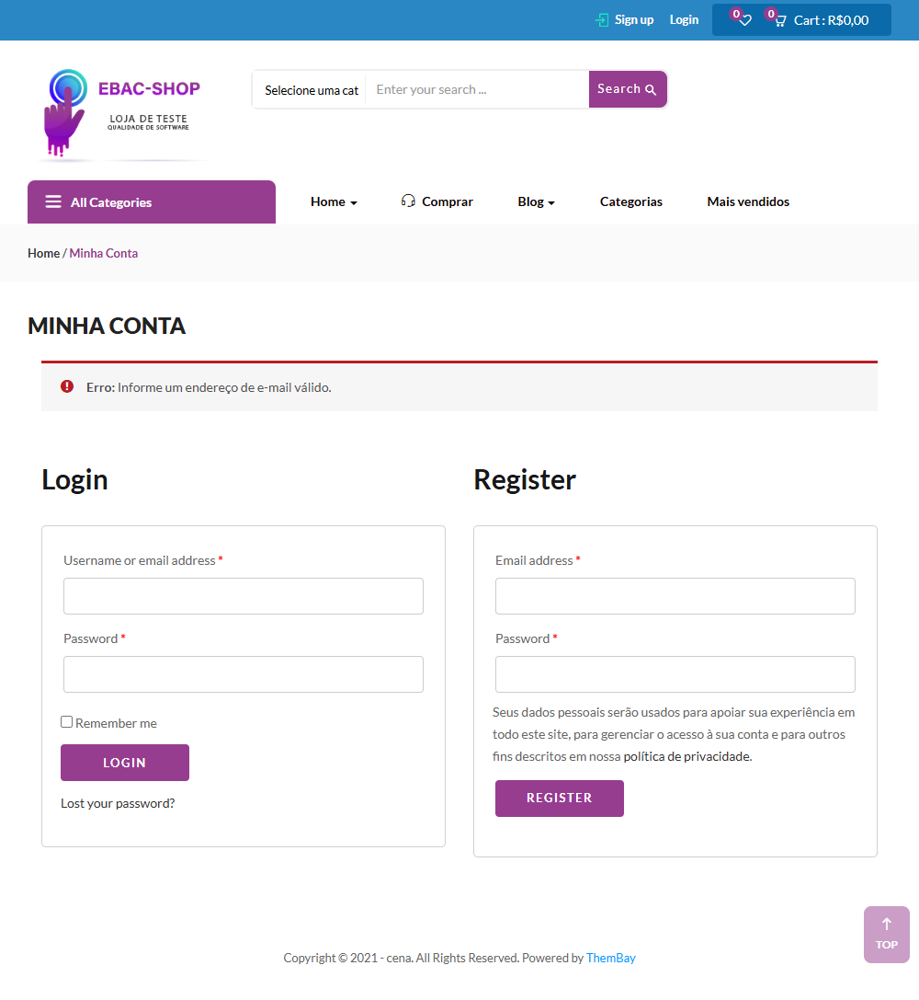 Sign up Login 0 0 Cart : R$0,00
EBAC-SHOP
LOJA DE TESTE
QUALIDADE DE SOFTWARE
Selecione uma cat Enter your search ... Search
All Categories Home Comprar Blog Categorias Mais vendidos
Home / Minha Conta
MINHA CONTA
Erro: Informe um endereço de e-mail válido.
Login
Username or email address *
Password *
Remember me
LOGIN
Lost your password?
Register
Email address *
Password *
Seus dados pessoais serão usados para apoiar sua experiência em
todo este site, para gerenciar o acesso à sua conta e para outros
fins descritos em nossa política de privacidade.
REGISTER
TOP
Copyright © 2021 - cena. All Rights Reserved. Powered by ThemBay